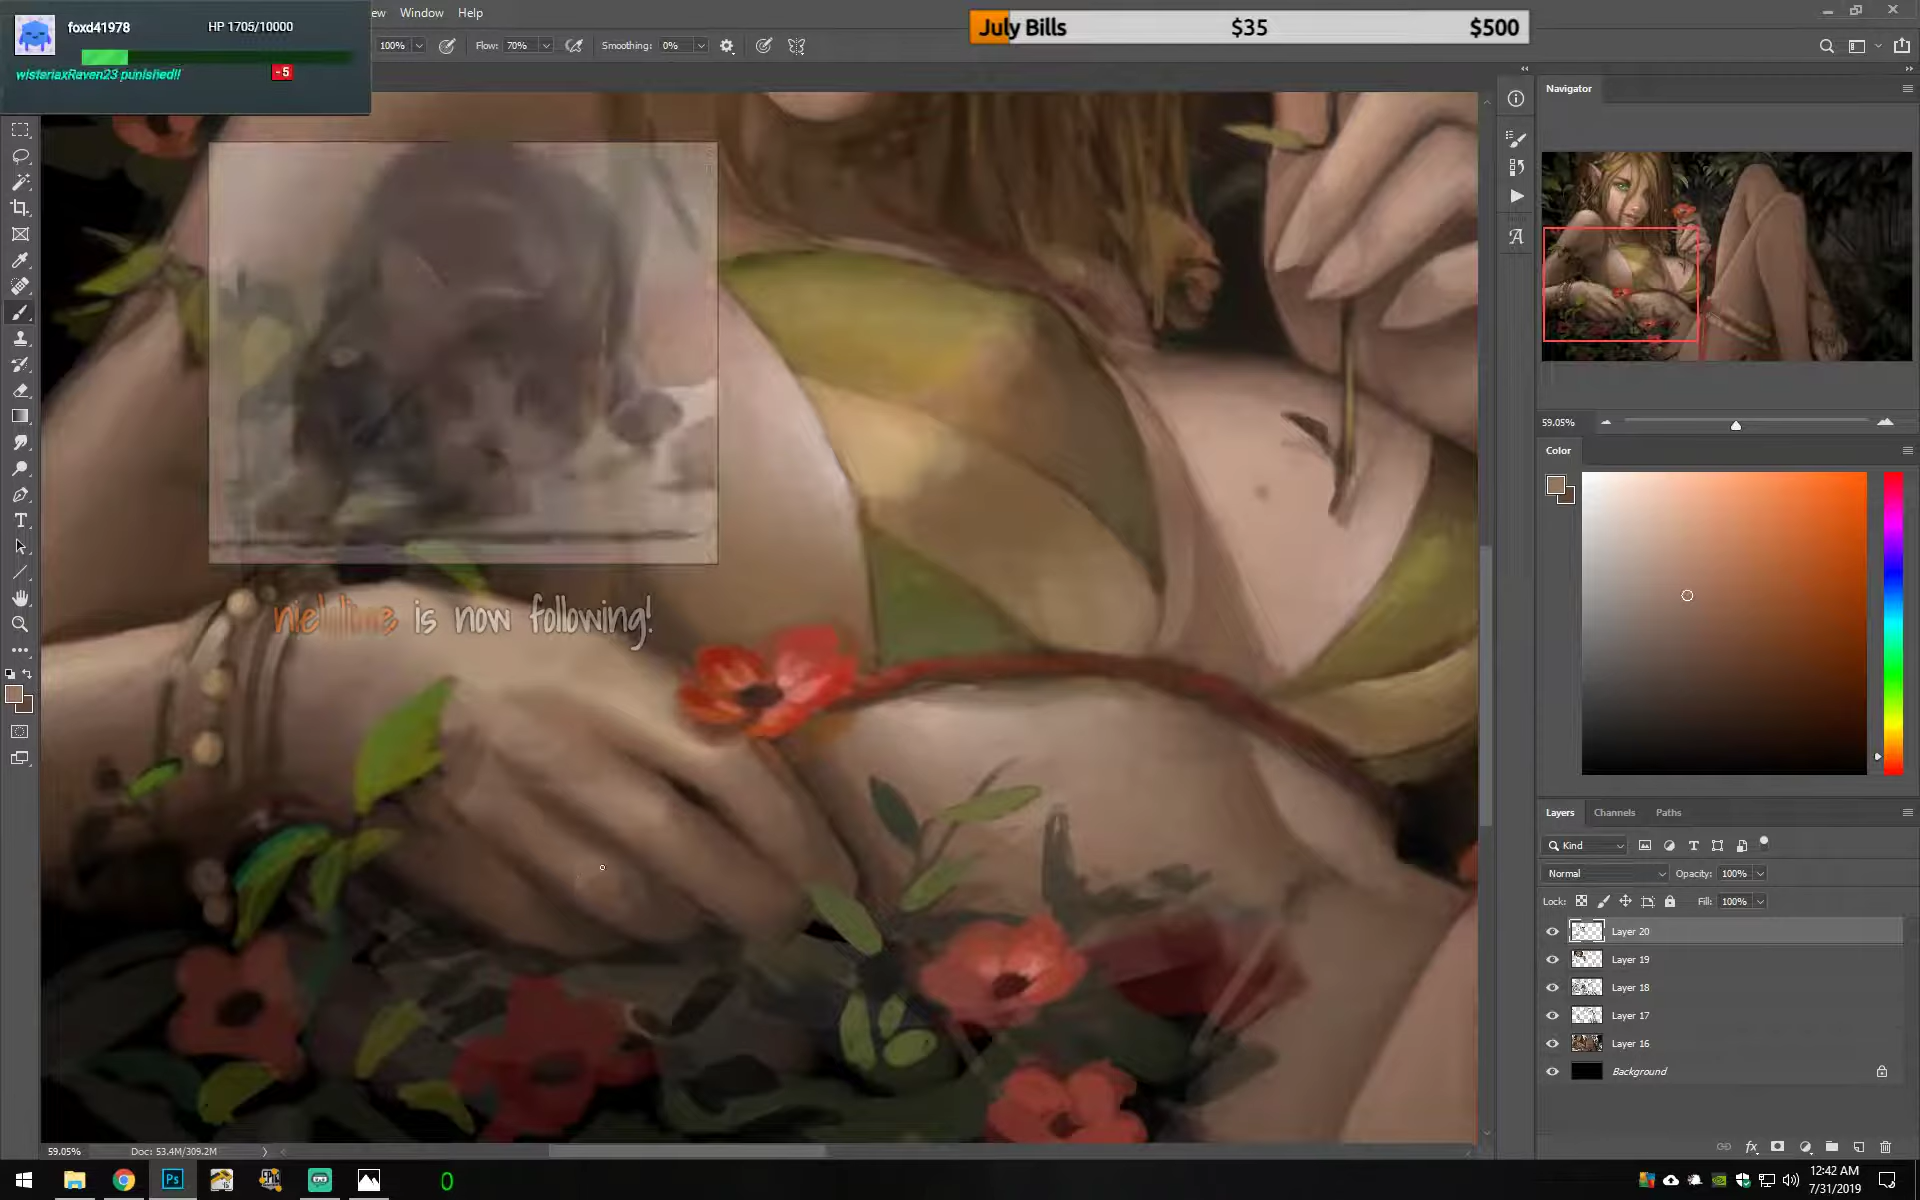 foxd41978
HP 1705/10000
wisteriaxRaven23 punished!!
- 5
Window
Help
July Bills
$35
$500
100%
Flow:
70%
Smoothing:
0%
Navigator
59.05%
Color
is now following!
Layers
Channels
Paths
Kind
Normal
Opacity:
100%
Lock:
Fill:
100%
Layer 20
Layer 19
Layer 18
Layer 17
Layer 16
Background
59.05%
Doc: 53.4M/309.2M
Ps
0
12:42 AM
7/31/2019